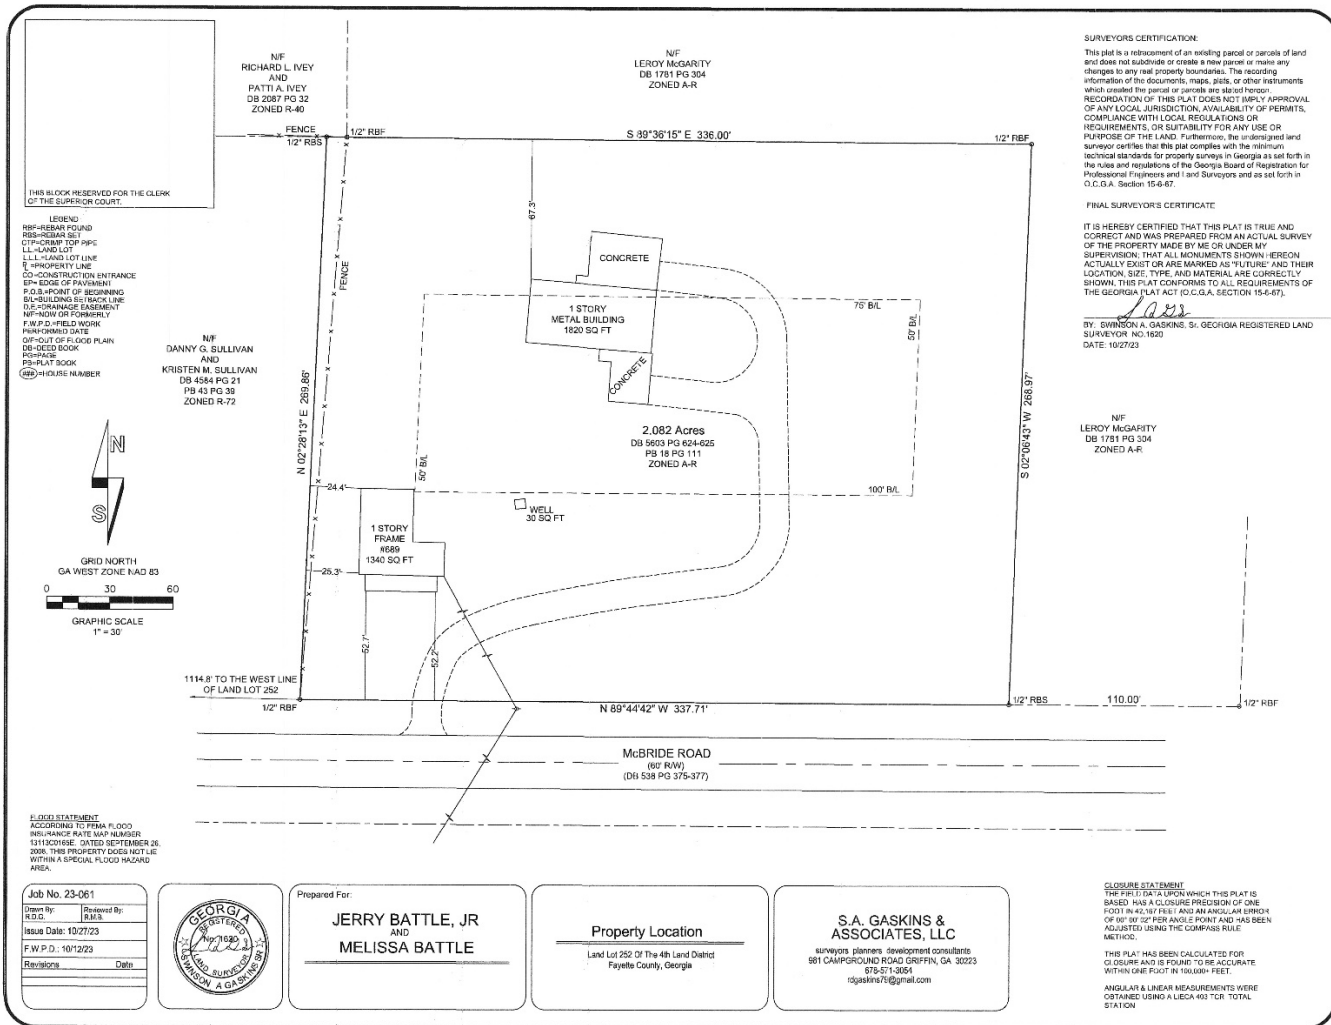 THIS BLOCK RESERVED FOR THE CLERK
OF THE SUPERIOR COURT.
LEGEND
RBF=REBAR FOUND
RBS=REBAR SET
CTP=CRIMP TOP PIPE
L.L.=LAND LOT
L.L.L.=LAND LOT LINE
=PROPERTY LINE
CO=CONSTRUCTION ENTRANCE
EP= EDGE OF PAVEMENT
P.O.B.=POINT OF BEGINNING
B/L=BUILDING SETBACK LINE
D.E.=DRAINAGE EASEMENT
N/F=NOW OR FORMERLY
F.W.P.D.=FIELD WORK
PERFORMED DATE
O/F=OUT OF FLOOD PLAIN
DB=DEED BOOK
PG=PAGE
PB=PLAT BOOK
###=HOUSE NUMBER
N/F
RICHARD L. IVEY
AND
PATTI A. IVEY
DB 2087 PG 32
ZONED R-40
N/F
LEROY McGARITY
DB 1781 PG 304
ZONED A-R
FENCE
1/2" RBS
1/2" RBF
S 89°36'15" E 336.00'
1/2" RBF
67.3'
FENCE
CONCRETE
1 STORY
METAL BUILDING
1820 SQ FT
CONCRETE
75' B/L
50' B/L
N/F
DANNY G. SULLIVAN
AND
KRISTEN M. SULLIVAN
DB 4584 PG 21
PB 43 PG 39
ZONED R-72
N 02°28'13" E 269.86'
S 02°06'43" W 268.97'
2.082 Acres
DB 5603 PG 624-625
PB 18 PG 111
ZONED A-R
50' B/L
100' B/L
24.4'
WELL
30 SQ FT
1 STORY
FRAME
#689
1340 SQ FT
25.3'
52.7'
52.2'
N
S
GRID NORTH
GA WEST ZONE NAD 83
0 30 60
GRAPHIC SCALE
1" = 30'
1114.8' TO THE WEST LINE
OF LAND LOT 252
1/2" RBF
N 89°44'42" W 337.71'
1/2" RBS
110.00'
1/2" RBF
McBRIDE ROAD
(60' R/W)
(DB 538 PG 375-377)
SURVEYORS CERTIFICATION:
This plat is a retracement of an existing parcel or parcels of land
and does not subdivide or create a new parcel or make any
changes to any real property boundaries. The recording
information of the documents, maps, plats, or other instruments
which created the parcel or parcels are stated hereon.
RECORDATION OF THIS PLAT DOES NOT IMPLY APPROVAL
OF ANY LOCAL JURISDICTION, AVAILABILITY OF PERMITS,
COMPLIANCE WITH LOCAL REGULATIONS OR
REQUIREMENTS, OR SUITABILITY FOR ANY USE OR
PURPOSE OF THE LAND. Furthermore, the undersigned land
surveyor certifies that this plat complies with the minimum
technical standards for property surveys in Georgia as set forth in
the rules and regulations of the Georgia Board of Registration for
Professional Engineers and Land Surveyors and as set forth in
O.C.G.A. Section 15-6-67.
FINAL SURVEYOR'S CERTIFICATE
IT IS HEREBY CERTIFIED THAT THIS PLAT IS TRUE AND
CORRECT AND WAS PREPARED FROM AN ACTUAL SURVEY
OF THE PROPERTY MADE BY ME OR UNDER MY
SUPERVISION; THAT ALL MONUMENTS SHOWN HEREON
ACTUALLY EXIST OR ARE MARKED AS "FUTURE" AND THEIR
LOCATION, SIZE, TYPE, AND MATERIAL ARE CORRECTLY
SHOWN, THIS PLAT CONFORMS TO ALL REQUIREMENTS OF
THE GEORGIA PLAT ACT (O.C.G.A. SECTION 15-6-67).
BY: SWINSON A. GASKINS, Sr. GEORGIA REGISTERED LAND
SURVEYOR NO.1620
DATE: 10/27/23
N/F
LEROY McGARITY
DB 1781 PG 304
ZONED A-R
FLOOD STATEMENT
ACCORDING TO FEMA FLOOD
INSURANCE RATE MAP NUMBER
13113C0165E. DATED SEPTEMBER 26,
2008, THIS PROPERTY DOES NOT LIE
WITHIN A SPECIAL FLOOD HAZARD
AREA.
Job No. 23-061
Drawn By: Reviewed By:
R.D.G. R.M.B.
Issue Date: 10/27/23
F.W.P.D.: 10/12/23
Revisions Date
GEORGIA
REGISTERED
No. 1620
LAND SURVEYOR
SWINSON A GASKINS SR
Prepared For:
JERRY BATTLE, JR
AND
MELISSA BATTLE
Property Location
Land Lot 252 Of The 4th Land District
Fayette County, Georgia
S.A. GASKINS &
ASSOCIATES, LLC
surveyors planners development consultants
981 CAMPGROUND ROAD GRIFFIN, GA 30223
678-571-3054
rdgaskins79@gmail.com
CLOSURE STATEMENT
THE FIELD DATA UPON WHICH THIS PLAT IS
BASED HAS A CLOSURE PRECISION OF ONE
FOOT IN 42,167 FEET AND AN ANGULAR ERROR
OF 00° 00' 02" PER ANGLE POINT AND HAS BEEN
ADJUSTED USING THE COMPASS RULE
METHOD.
THIS PLAT HAS BEEN CALCULATED FOR
CLOSURE AND IS FOUND TO BE ACCURATE
WITHIN ONE FOOT IN 100,000+ FEET.
ANGULAR & LINEAR MEASUREMENTS WERE
OBTAINED USING A LIECA 403 TCR TOTAL
STATION